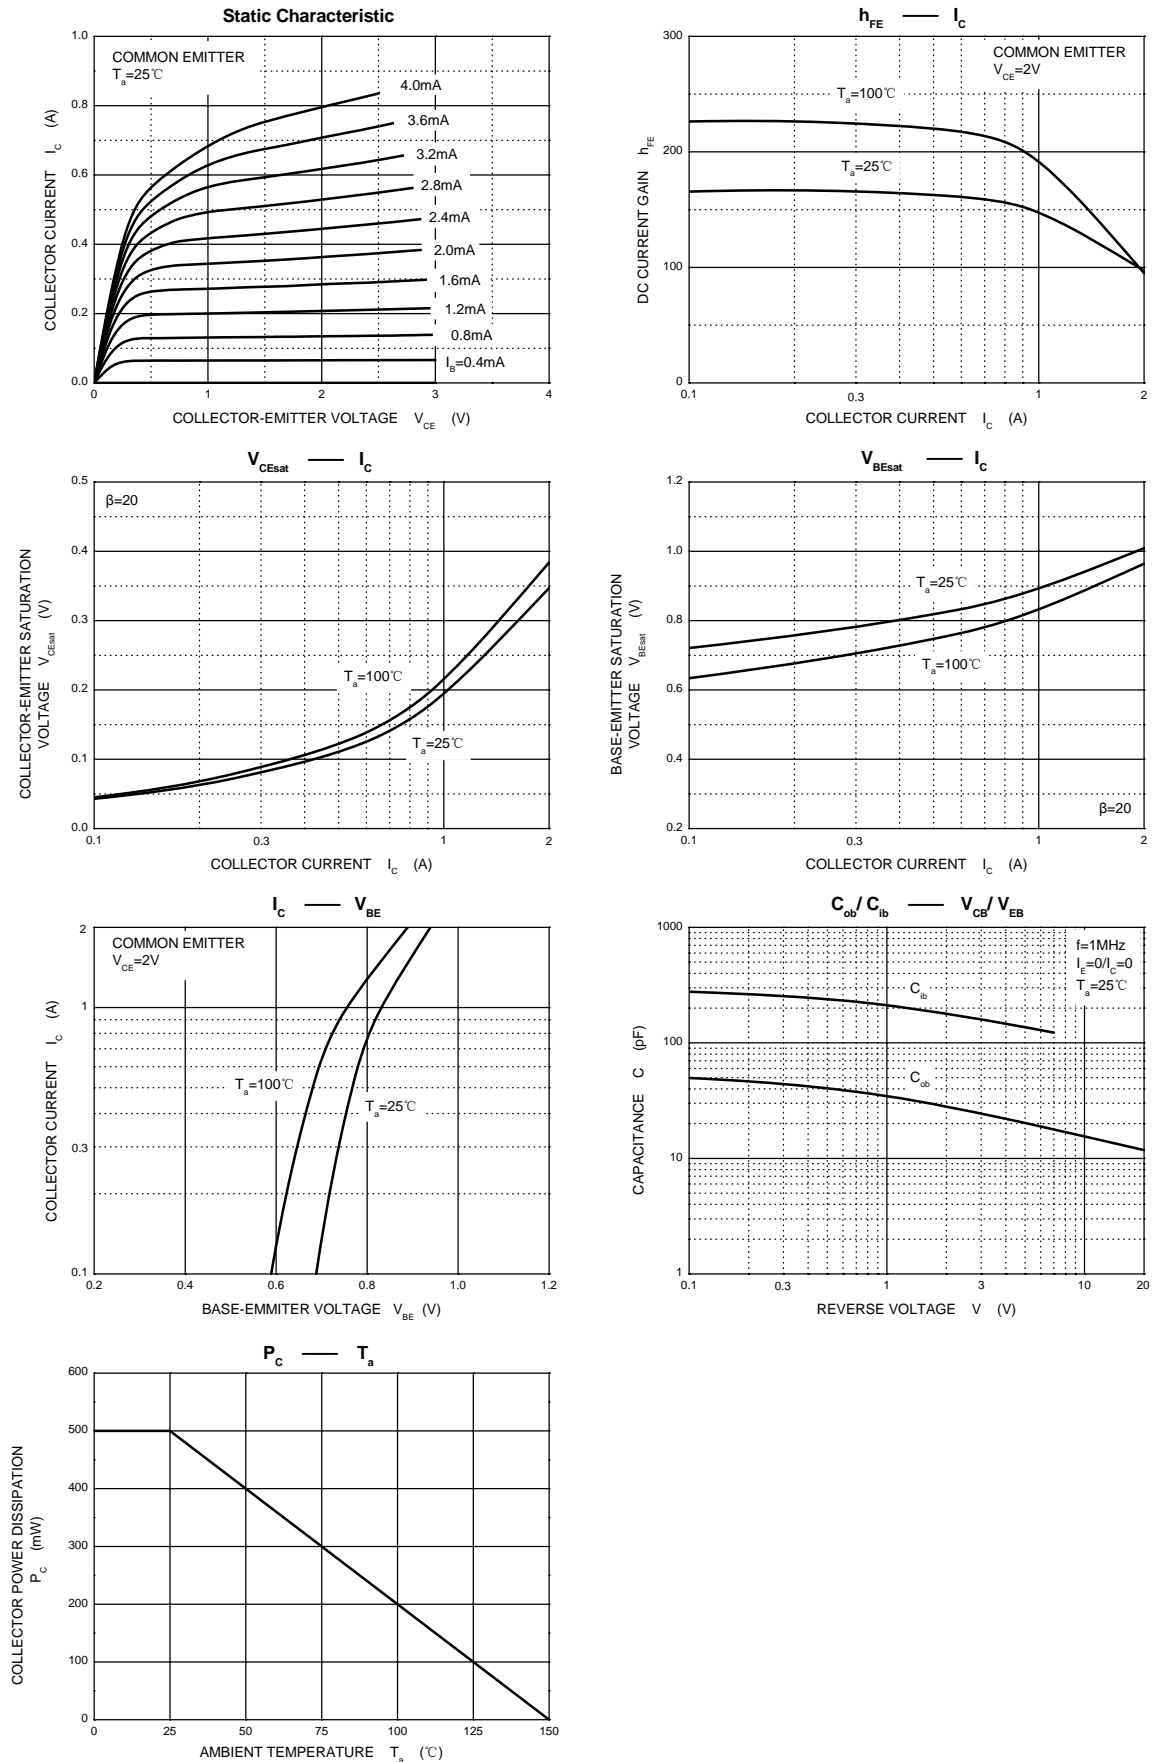 Static Characteristic
COMMON EMITTER
Ta=25℃
4.0mA
3.6mA
3.2mA
2.8mA
2.4mA
2.0mA
1.6mA
1.2mA
0.8mA
IB=0.4mA
1.0
0.8
0.6
0.4
0.2
0.0
0 1 2 3 4
COLLECTOR CURRENT IC (A)
COLLECTOR-EMITTER VOLTAGE VCE (V)
hFE —— IC
COMMON EMITTER
VCE=2V
Ta=100℃
Ta=25℃
300
200
100
0
0.1 0.3 1 2
DC CURRENT GAIN hFE
COLLECTOR CURRENT IC (A)
VCEsat —— IC
β=20
Ta=100℃
Ta=25℃
0.5
0.4
0.3
0.2
0.1
0.0
0.1 0.3 1 2
COLLECTOR-EMITTER SATURATION
VOLTAGE VCEsat (V)
COLLECTOR CURRENT IC (A)
VBEsat —— IC
Ta=25℃
Ta=100℃
β=20
1.2
1.0
0.8
0.6
0.4
0.2
0.1 0.3 1 2
BASE-EMITTER SATURATION
VOLTAGE VBEsat (V)
COLLECTOR CURRENT IC (A)
IC —— VBE
COMMON EMITTER
VCE=2V
Ta=100℃
Ta=25℃
2
1
0.3
0.1
0.2 0.4 0.6 0.8 1.0 1.2
COLLECTOR CURRENT IC (A)
BASE-EMMITER VOLTAGE VBE (V)
Cob/ Cib —— VCB/ VEB
f=1MHz
IE=0/IC=0
Ta=25℃
Cib
Cob
1000
100
10
1
0.1 0.3 1 3 10 20
CAPACITANCE C (pF)
REVERSE VOLTAGE V (V)
PC —— Ta
600
500
400
300
200
100
0
0 25 50 75 100 125 150
COLLECTOR POWER DISSIPATION
PC (mW)
AMBIENT TEMPERATURE Ta (℃)